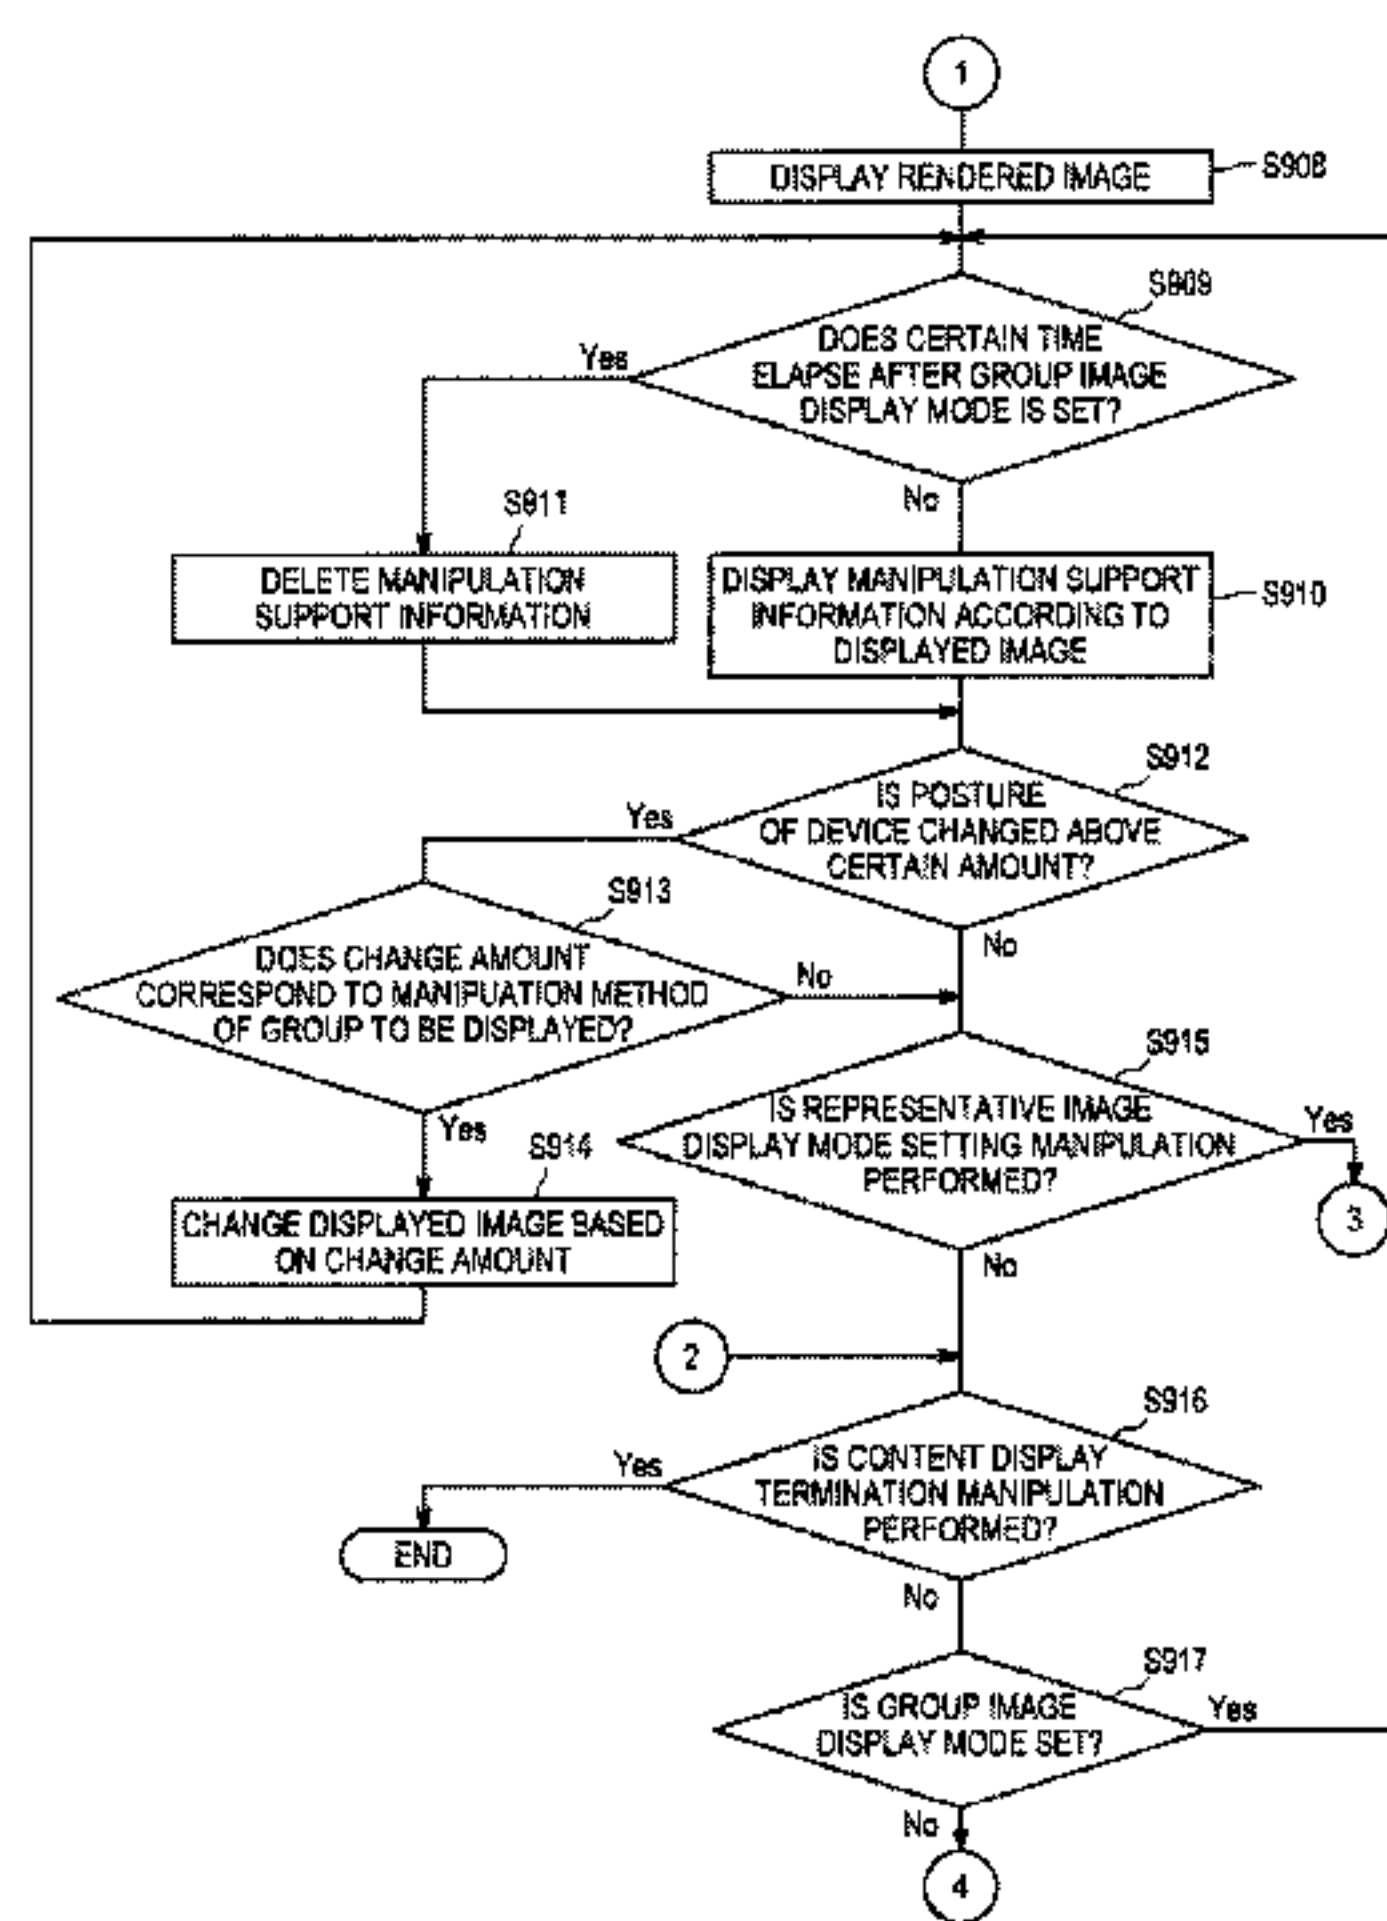 1
DISPLAY RENDERED IMAGE
S908
S909
DOES CERTAIN TIME
ELAPSE AFTER GROUP IMAGE
DISPLAY MODE IS SET?
Yes
No
S911
DELETE MANIPULATION
SUPPORT INFORMATION
DISPLAY MANIPULATION SUPPORT
INFORMATION ACCORDING TO
DISPLAYED IMAGE
S910
S912
IS POSTURE
OF DEVICE CHANGED ABOVE
CERTAIN AMOUNT?
Yes
No
S913
DOES CHANGE AMOUNT
CORRESPOND TO MANIPUATION METHOD
OF GROUP TO BE DISPLAYED?
No
Yes
S914
CHANGE DISPLAYED IMAGE BASED
ON CHANGE AMOUNT
S915
IS REPRESENTATIVE IMAGE
DISPLAY MODE SETTING MANIPULATION
PERFORMED?
Yes
3
No
2
S916
IS CONTENT DISPLAY
TERMINATION MANIPULATION
PERFORMED?
Yes
END
No
S917
IS GROUP IMAGE
DISPLAY MODE SET?
Yes
No
4